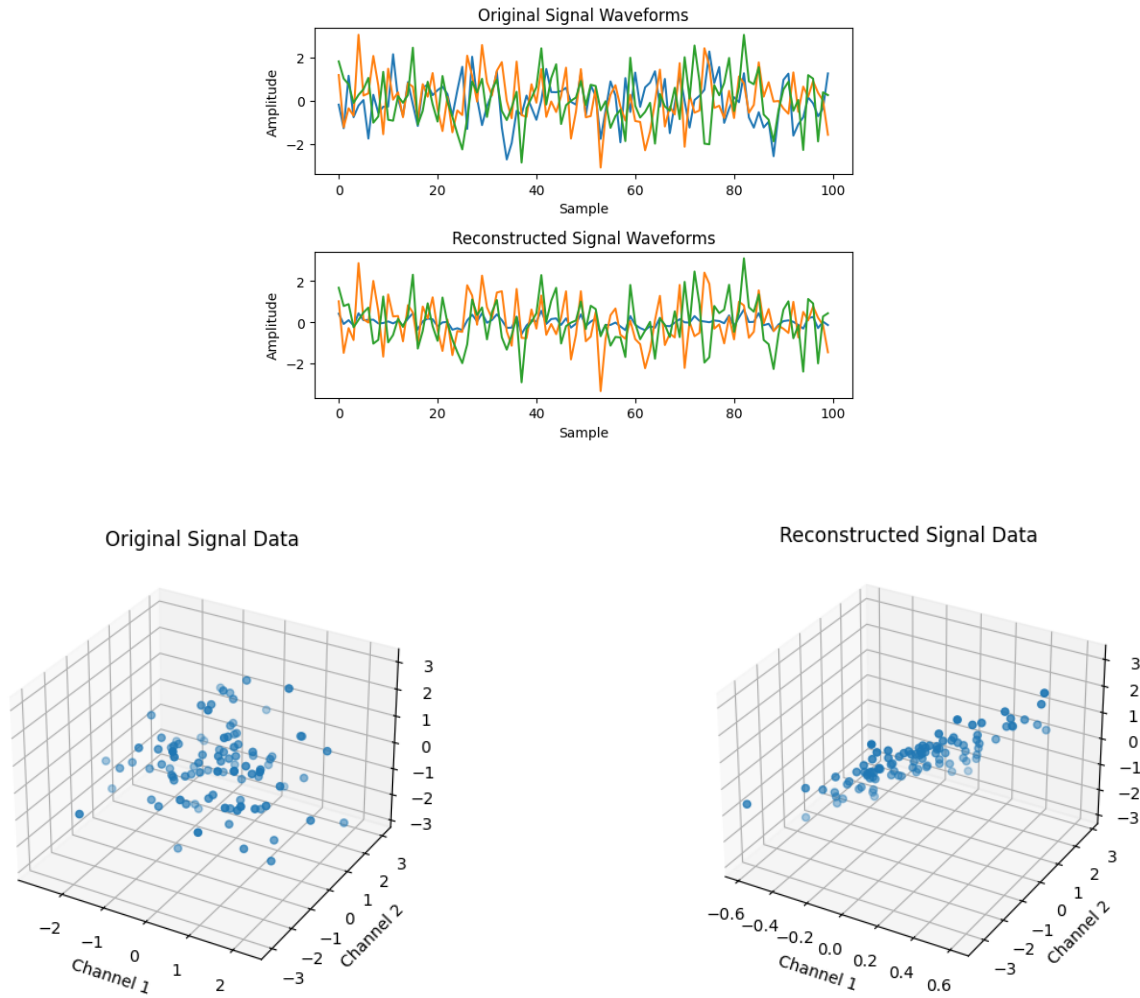 Original Signal Waveforms
2
0
−2
Amplitude
0 20 40 60 80 100
Sample
Reconstructed Signal Waveforms
2
0
−2
Amplitude
0 20 40 60 80 100
Sample
Original Signal Data
3
2
1
0
−1
−2
−3
−2 −1 0 1 2
Channel 1
−3 −2 −1 0 1 2 3
Channel 2
Reconstructed Signal Data
3
2
1
0
−1
−2
−3
−0.6 −0.4 −0.2 0.0 0.2 0.4 0.6
Channel 1
−3 −2 −1 0 1 2 3
Channel 2